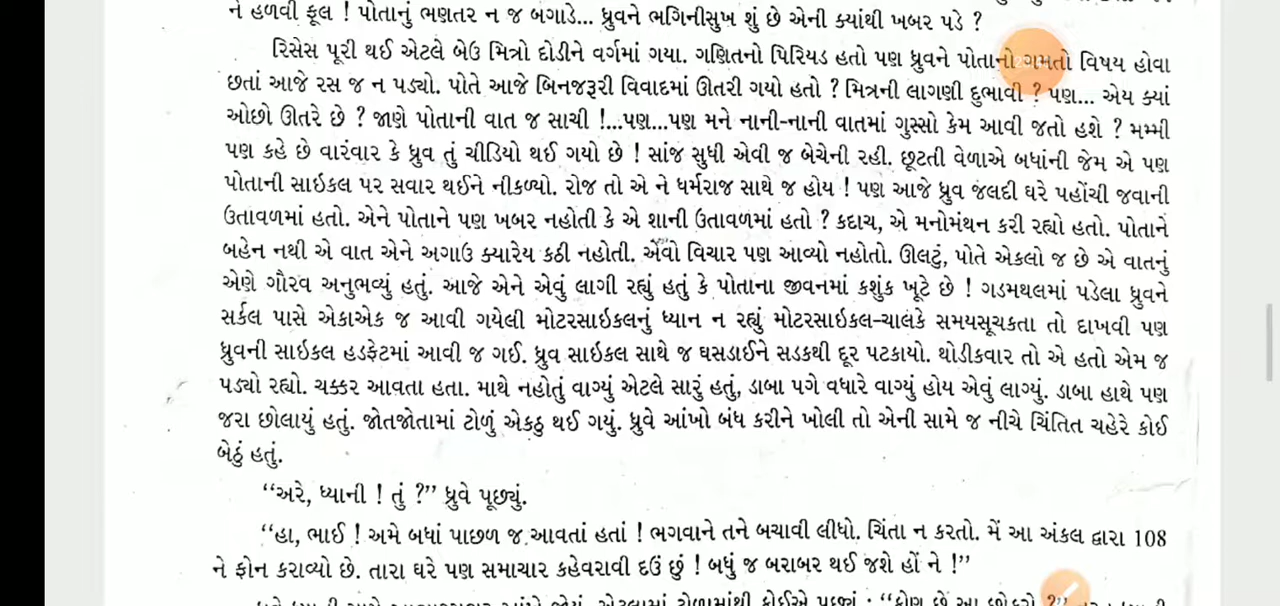 ને હળવી ફૂલ ! પોતાનું ભણતર ન જ બગાડે... ધ્રુવને ભગિનીસુખ શું છે એની ક્યાંથી ખબર પડે ?
રિસેસ પૂરી થઈ એટલે બેઉ મિત્રો દોડીને વર્ગમાં ગયા. ગણિતનો પિરિયડ હતો પણ ધ્રુવને પોતાનો ગમતો વિષય હોવા
છતાં આજે રસ જ ન પડ્યો. પોતે આજે બિનજરૂરી વિવાદમાં ઊતરી ગયો હતો ? મિત્રની લાગણી દુભાવી ? પણ... એય ક્યાં
ઓછો ઊતરે છે ? જાણે પોતાની વાત જ સાચી !...પણ...પણ મને નાની-નાની વાતમાં ગુસ્સો કેમ આવી જતો હશે ? મમ્મી
પણ કહે છે વારંવાર કે ધ્રુવ તું ચીડિયો થઈ ગયો છે ! સાંજ સુધી એવી જ બેચેની રહી. છૂટતી વેળાએ બધાંની જેમ એ પણ
પોતાની સાઇકલ પર સવાર થઈને નીકળ્યો. રોજ તો એ ને ધર્મરાજ સાથે જ હોય ! પણ આજે ધ્રુવ જલદી ઘરે પહોંચી જવાની
ઉતાવળમાં હતો. એને પોતાને પણ ખબર નહોતી કે એ શાની ઉતાવળમાં હતો ? કદાચ, એ મનોમંથન કરી રહ્યો હતો. પોતાને
બહેન નથી એ વાત એને અગાઉ ક્યારેય કઠી નહોતી. એવો વિચાર પણ આવ્યો નહોતો. ઊલટું, પોતે એકલો જ છે એ વાતનું
એણે ગૌરવ અનુભવ્યું હતું. આજે એને એવું લાગી રહ્યું હતું કે પોતાના જીવનમાં કશુંક ખૂટે છે ! ગડમથલમાં પડેલા ધ્રુવને
સર્કલ પાસે એકાએક જ આવી ગયેલી મોટરસાઇકલનું ધ્યાન ન રહ્યું મોટરસાઇકલ-ચાલકે સમયસૂચકતા તો દાખવી પણ
ધ્રુવની સાઇકલ હડફેટમાં આવી જ ગઈ. ધ્રુવ સાઇકલ સાથે જ ઘસડાઈને સડકથી દૂર પટકાયો. થોડીકવાર તો એ હતો એમ જ
પડ્યો રહ્યો. ચક્કર આવતા હતા. માથે નહોતું વાગ્યું એટલે સારું હતું, ડાબા પગે વધારે વાગ્યું હોય એવું લાગ્યું. ડાબા હાથે પણ
જરા છોલાયું હતું. જોતજોતામાં ટોળું એકઠુ થઈ ગયું. ધ્રુવે આંખો બંધ કરીને ખોલી તો એની સામે જ નીચે ચિંતિત ચહેરે કોઈ
બેઠું હતું.
“અરે, ધ્યાની ! તું ?” ધ્રુવે પૂછ્યું.
“હા, ભાઈ ! અમે બધાં પાછળ જ આવતાં હતાં ! ભગવાને તને બચાવી લીધો. ચિંતા ન કરતો. મેં આ અંકલ દ્વારા 108
ને ફોન કરાવ્યો છે. તારા ઘરે પણ સમાચાર કહેવરાવી દઉં છું ! બધું જ બરાબર થઈ જશે હોં ને !”